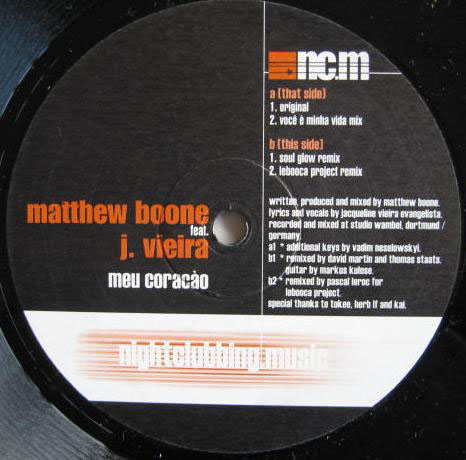 nc.m
a (that side)
1. original
2. você è minha vida mix
b (this side)
1. soul glow remix
2. lebooca project remix
matthew boone
feat.
j. vieira
meu coracão
written, produced and mixed by matthew boone.
lyrics and vocals by jacqueline vieira evangelista.
recorded and mixed at studio wambel, dortmund /
germany.
a1 * additional keys by vadim neselowskyi.
b1 * remixed by david martin and thomas staats.
guitar by markus kulose.
b2 * remixed by pascal leroc for
lebooca project.
special thanks to tokee, herb lf and kai.
nightclubbing.music